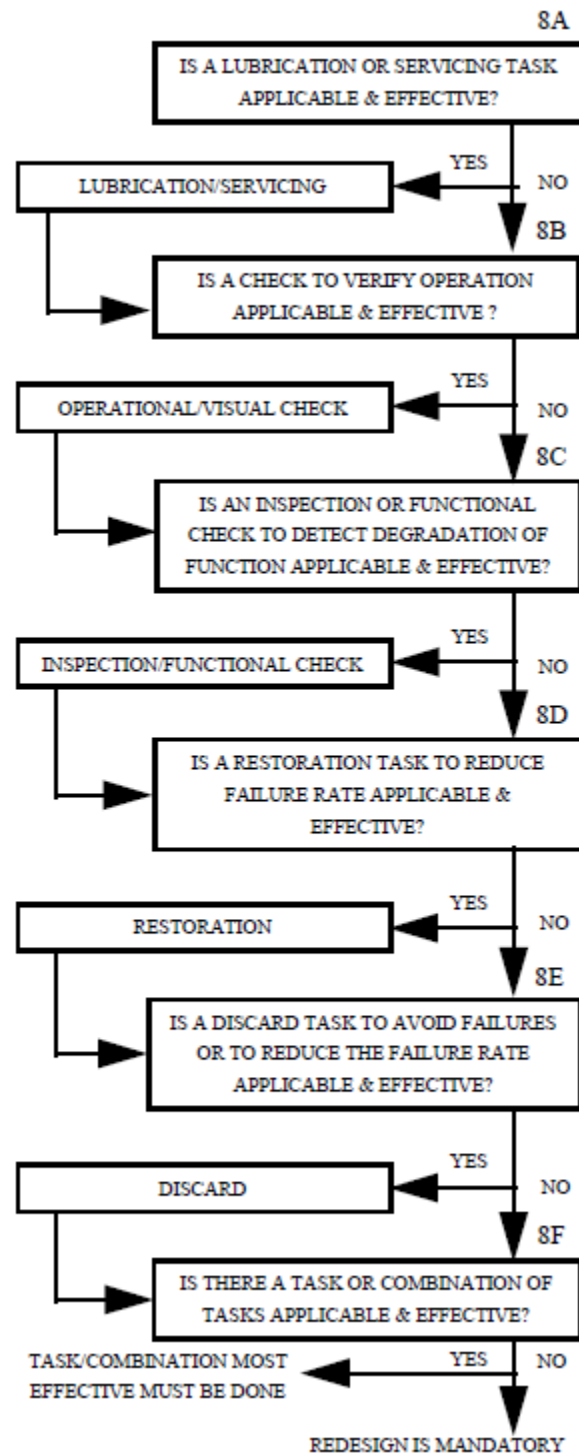 8A
IS A LUBRICATION OR SERVICING TASK
APPLICABLE & EFFECTIVE?
YES
NO
LUBRICATION/SERVICING
8B
IS A CHECK TO VERIFY OPERATION
APPLICABLE & EFFECTIVE ?
YES
NO
OPERATIONAL/VISUAL CHECK
8C
IS AN INSPECTION OR FUNCTIONAL
CHECK TO DETECT DEGRADATION OF
FUNCTION APPLICABLE & EFFECTIVE?
YES
NO
INSPECTION/FUNCTIONAL CHECK
8D
IS A RESTORATION TASK TO REDUCE
FAILURE RATE APPLICABLE &
EFFECTIVE?
YES
NO
RESTORATION
8E
IS A DISCARD TASK TO AVOID FAILURES
OR TO REDUCE THE FAILURE RATE
APPLICABLE & EFFECTIVE?
YES
NO
DISCARD
8F
IS THERE A TASK OR COMBINATION OF
TASKS APPLICABLE & EFFECTIVE?
YES
NO
TASK/COMBINATION MOST
EFFECTIVE MUST BE DONE
REDESIGN IS MANDATORY